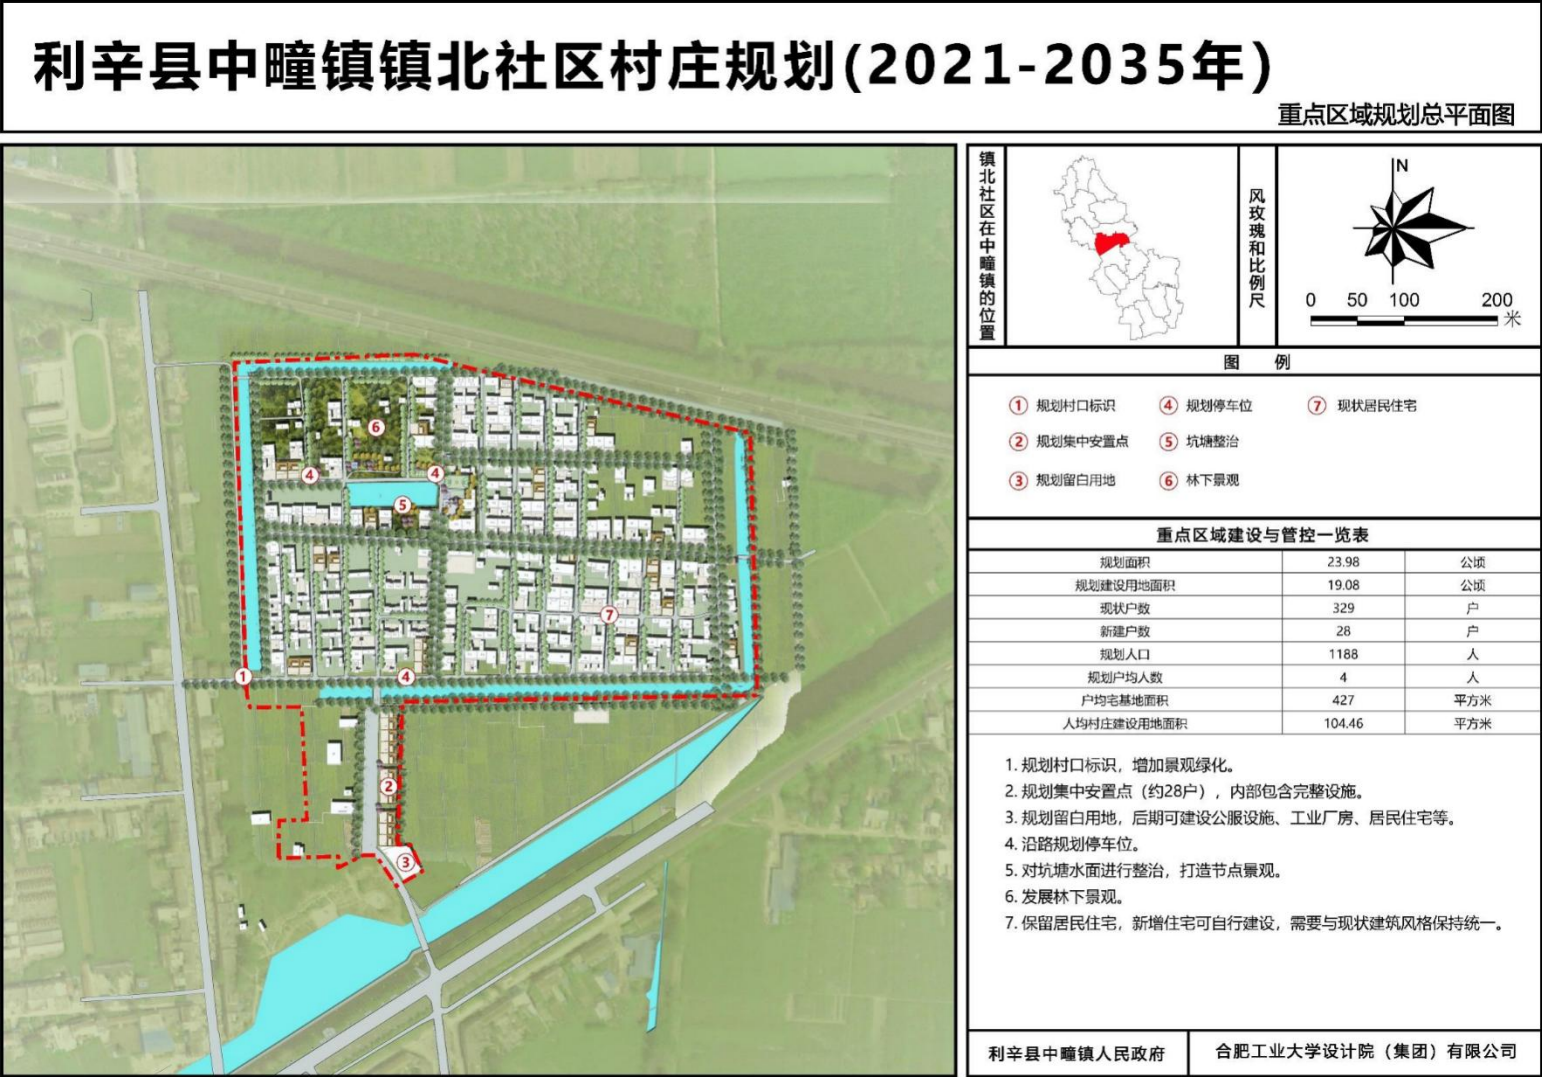 利辛县中疃镇镇北社区村庄规划(2021-2035年)
重点区域规划总平面图
镇北社区在中疃镇的位置
风玫瑰和比例尺
N
0 50 100 200
米
图 例
① 规划村口标识 ④ 规划停车位 ⑦ 现状居民住宅
② 规划集中安置点 ⑤ 坑塘整治
③ 规划留白用地 ⑥ 林下景观
重点区域建设与管控一览表
规划面积 23.98 公顷
规划建设用地面积 19.08 公顷
现状户数 329 户
新建户数 28 户
规划人口 1188 人
规划户均人数 4 人
户均宅基地面积 427 平方米
人均村庄建设用地面积 104.46 平方米
1. 规划村口标识，增加景观绿化。
2. 规划集中安置点（约28户），内部包含完整设施。
3. 规划留白用地，后期可建设公服设施、工业厂房、居民住宅等。
4. 沿路规划停车位。
5. 对坑塘水面进行整治，打造节点景观。
6. 发展林下景观。
7. 保留居民住宅，新增住宅可自行建设，需要与现状建筑风格保持统一。
利辛县中疃镇人民政府
合肥工业大学设计院（集团）有限公司
⑥
④
④
⑤
⑦
①
④
②
③